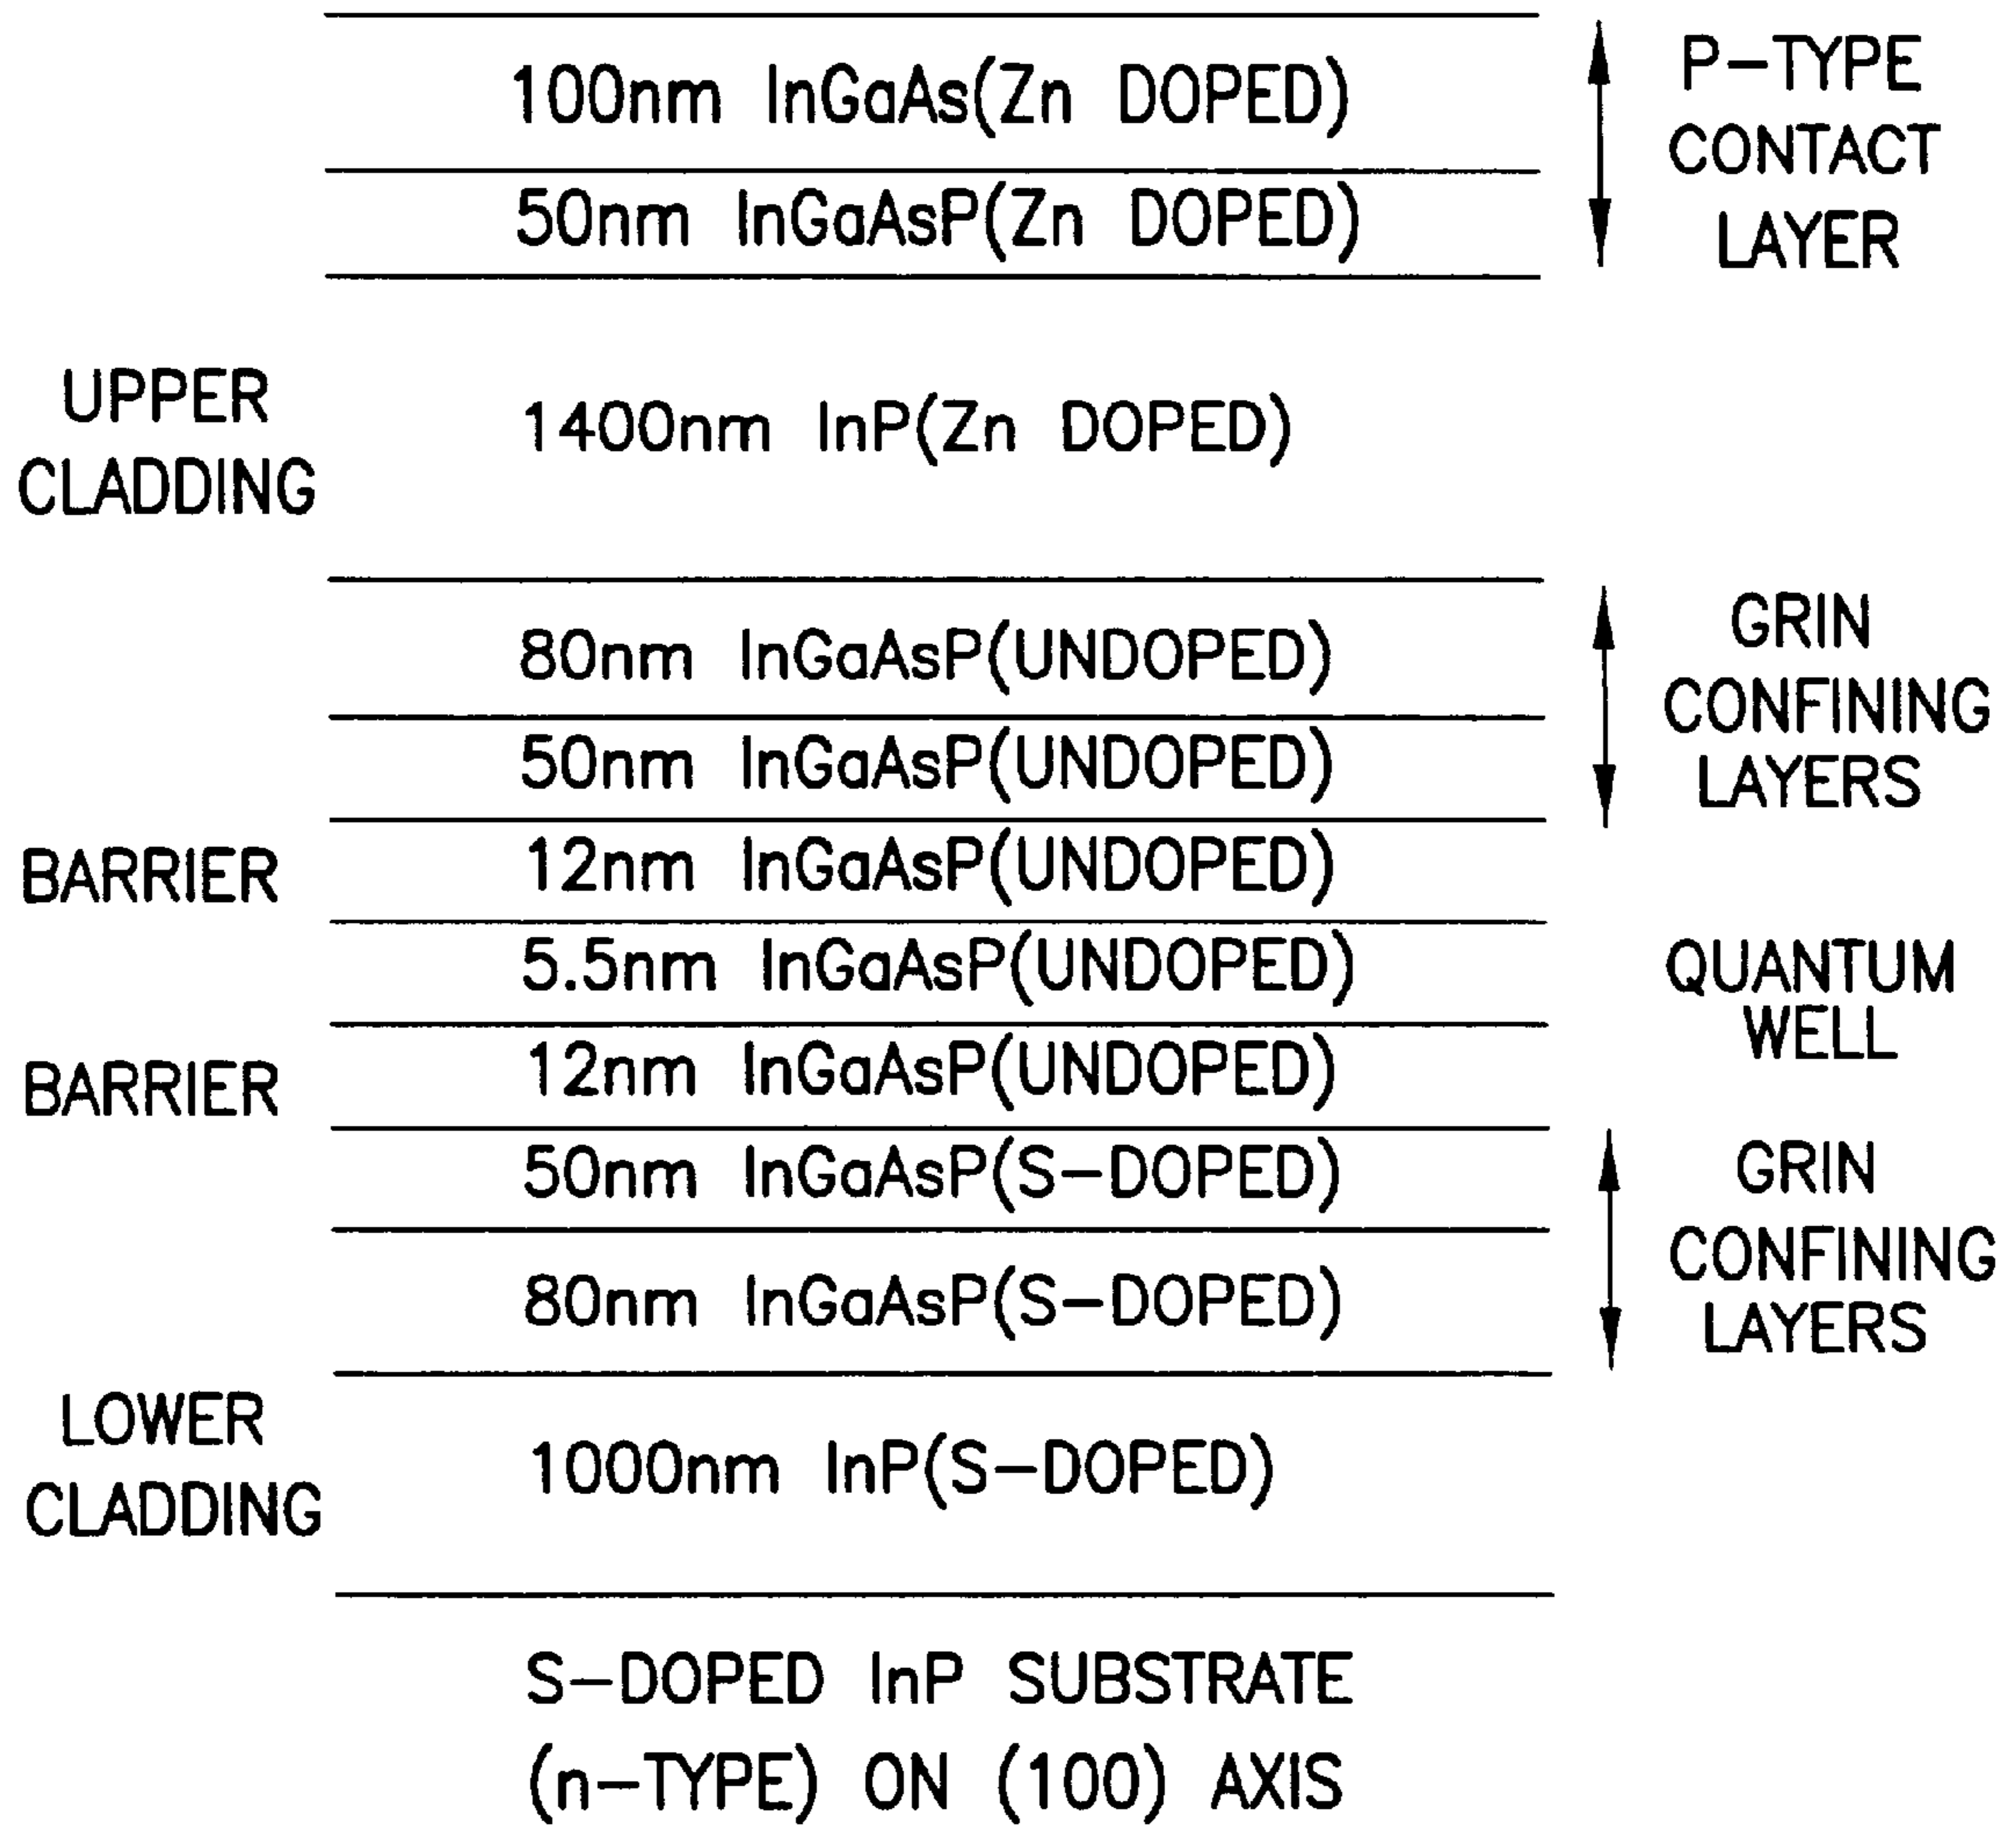 100nm InGaAs(Zn DOPED)
50nm InGaAsP(Zn DOPED)
P-TYPE
CONTACT
LAYER
UPPER
CLADDING
1400nm InP(Zn DOPED)
80nm InGaAsP(UNDOPED)
50nm InGaAsP(UNDOPED)
GRIN
CONFINING
LAYERS
BARRIER
12nm InGaAsP(UNDOPED)
5.5nm InGaAsP(UNDOPED)
QUANTUM
WELL
BARRIER
12nm InGaAsP(UNDOPED)
50nm InGaAsP(S-DOPED)
80nm InGaAsP(S-DOPED)
GRIN
CONFINING
LAYERS
LOWER
CLADDING
1000nm InP(S-DOPED)
S-DOPED InP SUBSTRATE
(n-TYPE) ON (100) AXIS